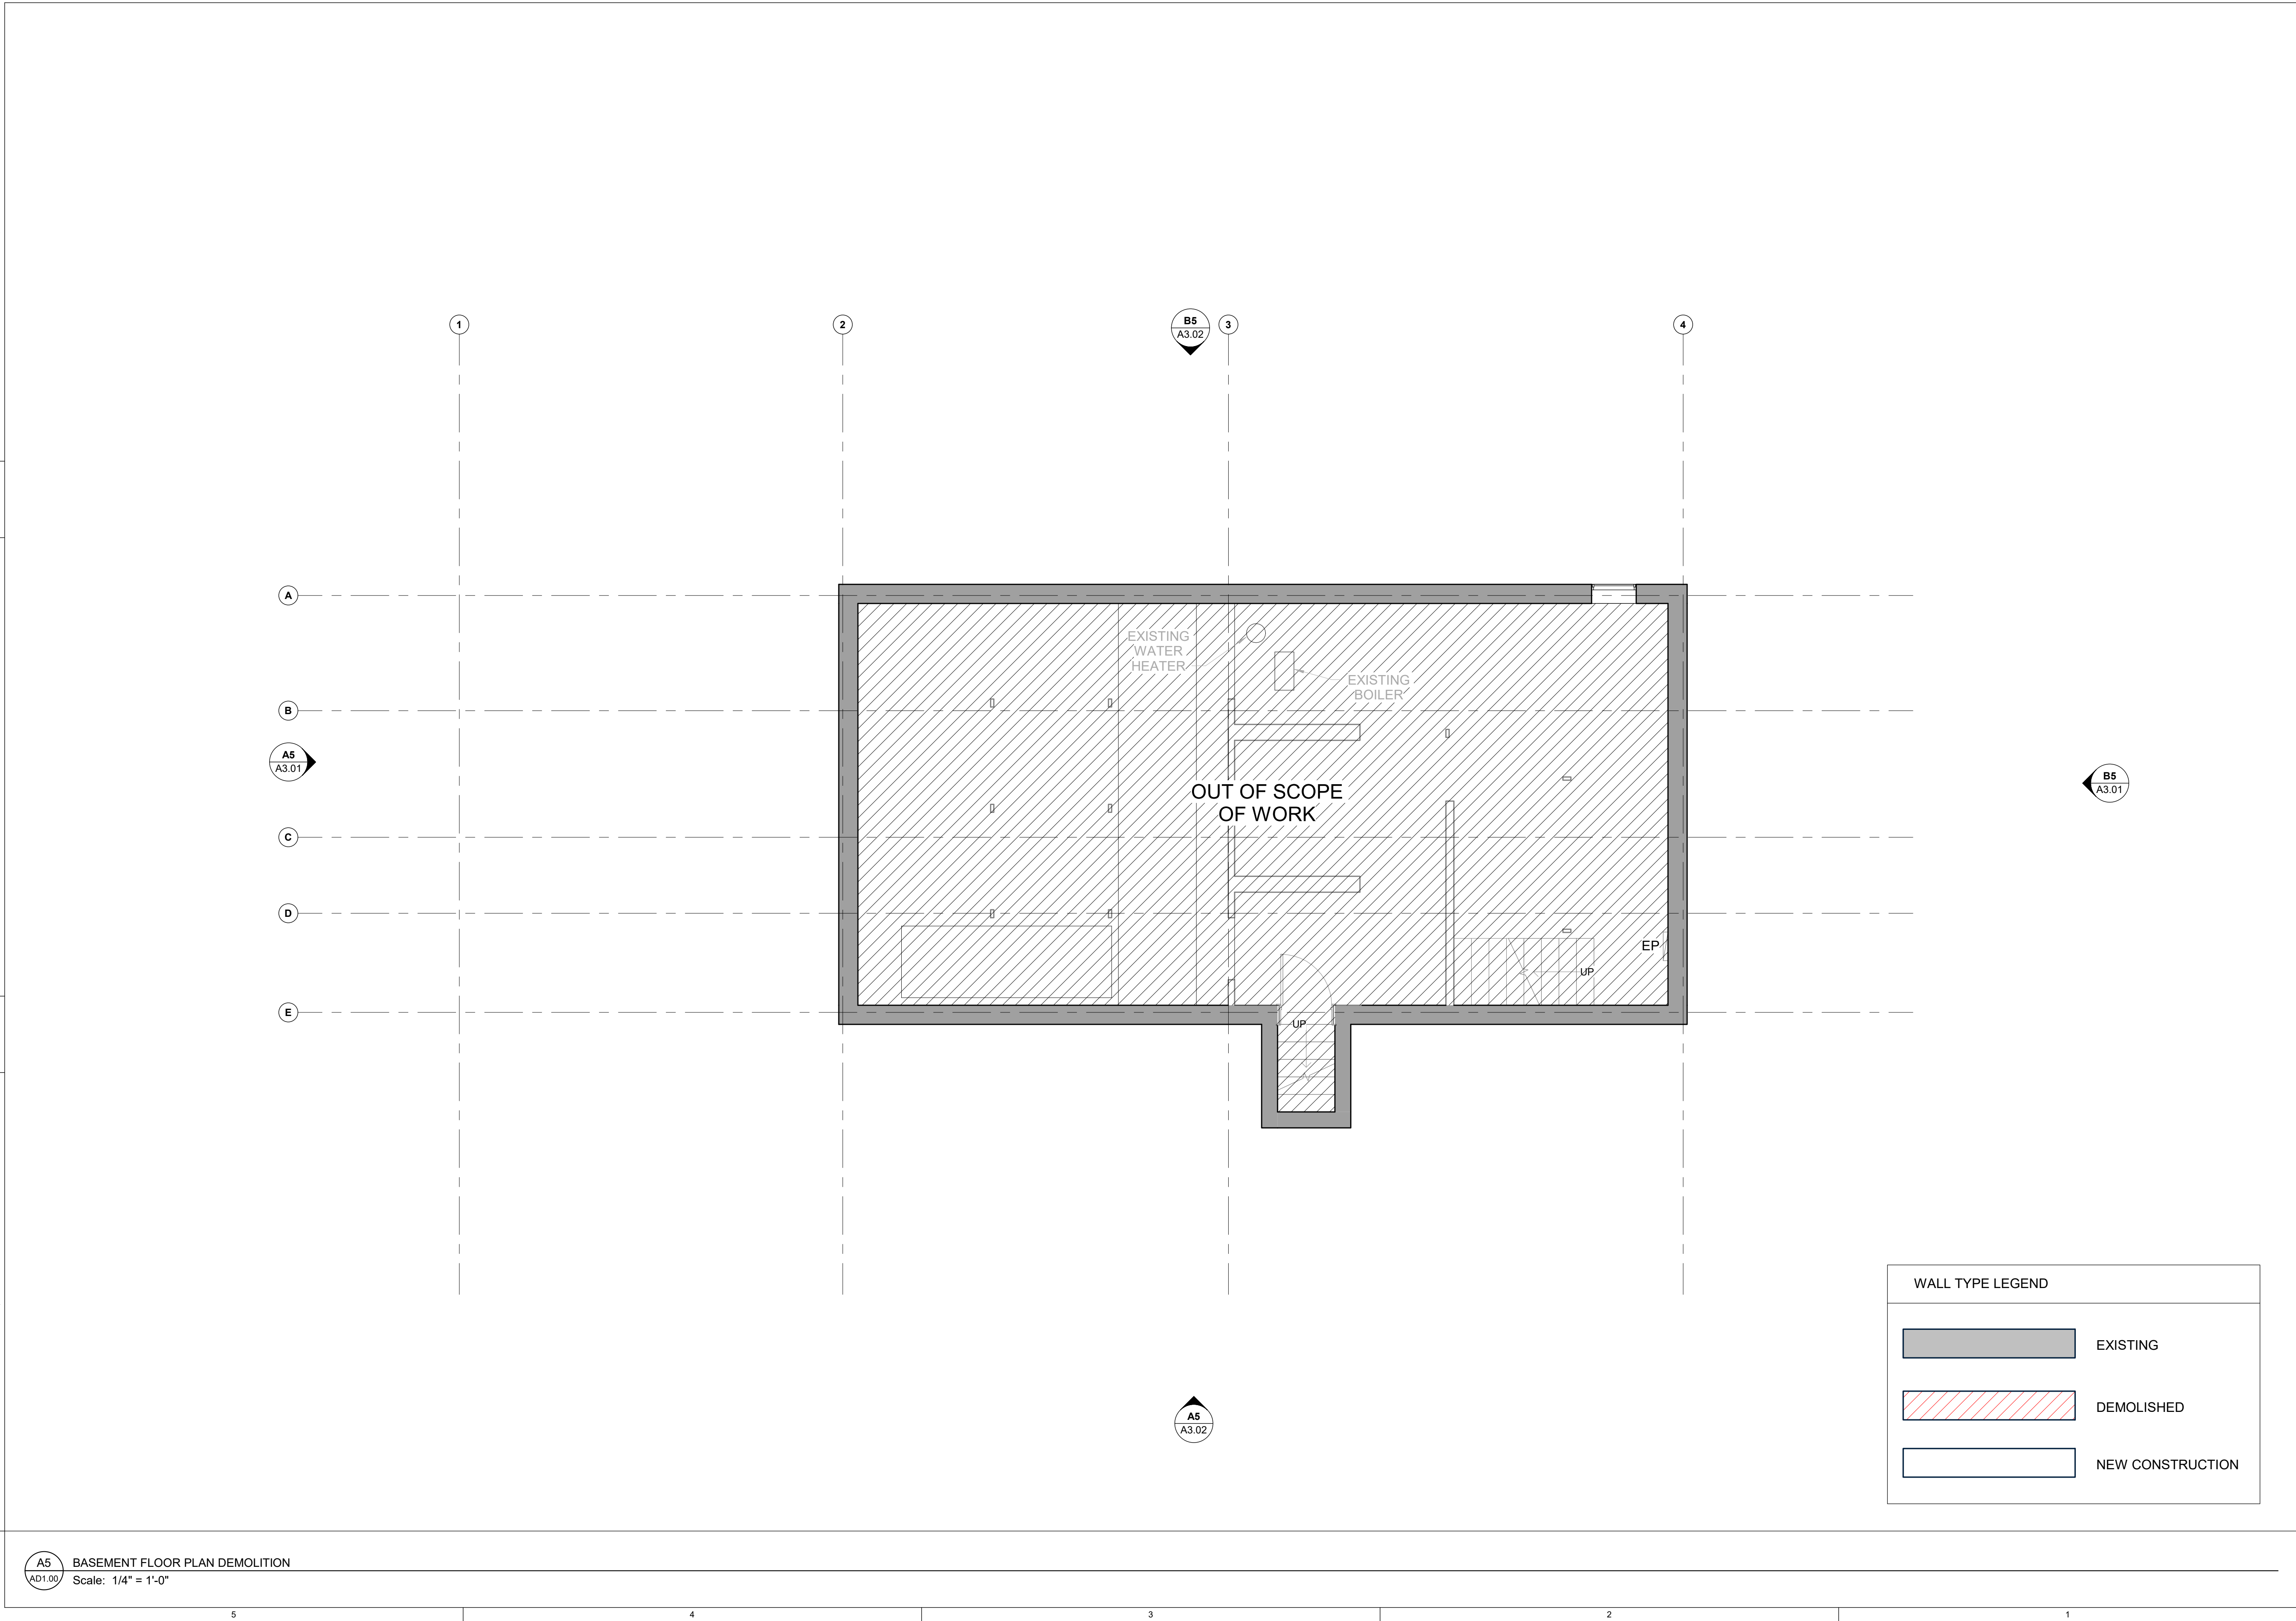 1
2
B5
A3.02
3
4
A
EXISTING
WATER
HEATER
EXISTING
BOILER
B
A5
A3.01
B5
A3.01
OUT OF SCOPE
OF WORK
C
D
EP
UP
E
UP
WALL TYPE LEGEND
EXISTING
DEMOLISHED
NEW CONSTRUCTION
A5
A3.02
A5
AD1.00
BASEMENT FLOOR PLAN DEMOLITION
Scale: 1/4" = 1'-0"
5
4
3
2
1